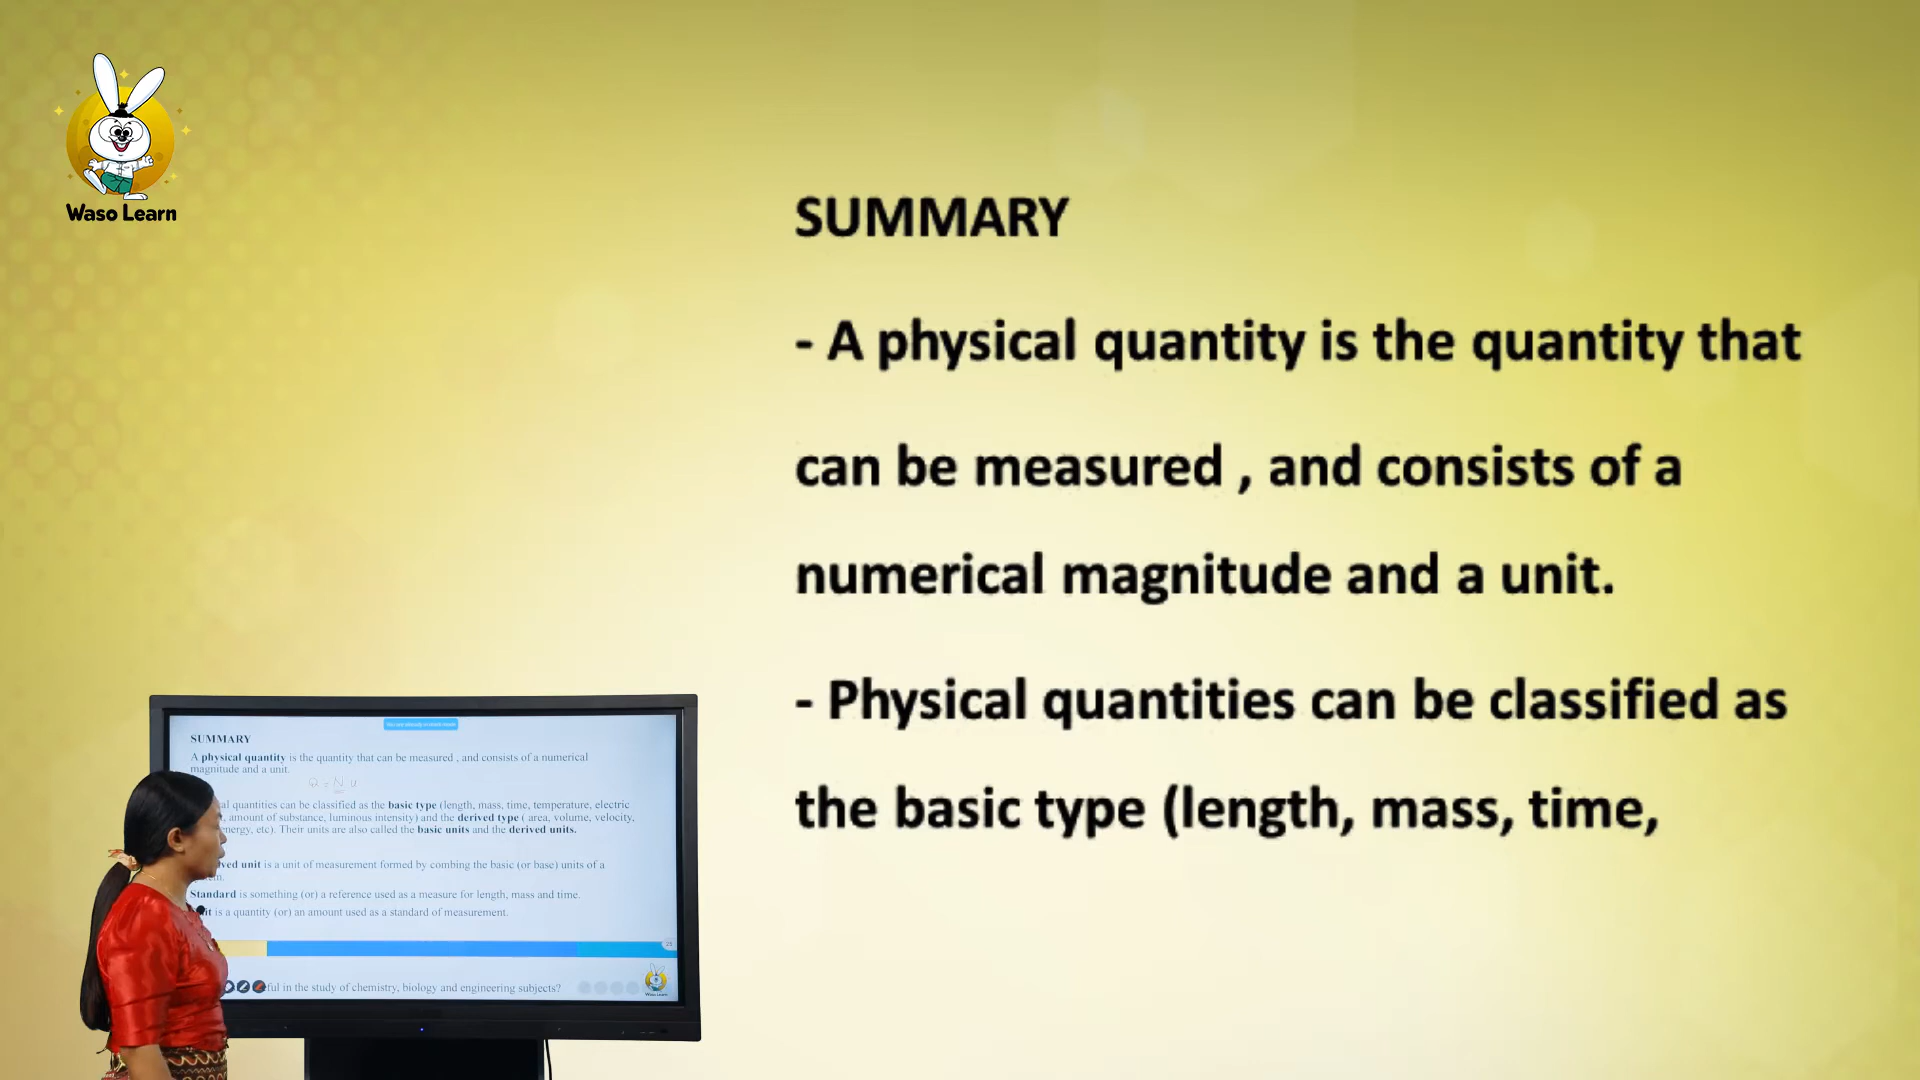 Waso Learn
SUMMARY
- A physical quantity is the quantity that
can be measured , and consists of a
numerical magnitude and a unit.
- Physical quantities can be classified as
the basic type (length, mass, time,
SUMMARY
A physical quantity is the quantity that can be measured , and consists of a numerical
magnitude and a unit.
Q = N u
quantities can be classified as the basic type (length, mass, time, temperature, electric
, amount of substance, luminous intensity) and the derived type ( area, volume, velocity,
energy, etc). Their units are also called the basic units and the derived units.
unit is a unit of measurement formed by combing the basic (or base) units of a
Standard is something (or) a reference used as a measure for length, mass and time.
is a quantity (or) an amount used as a standard of measurement.
in the study of chemistry, biology and engineering subjects?
Waso Learn